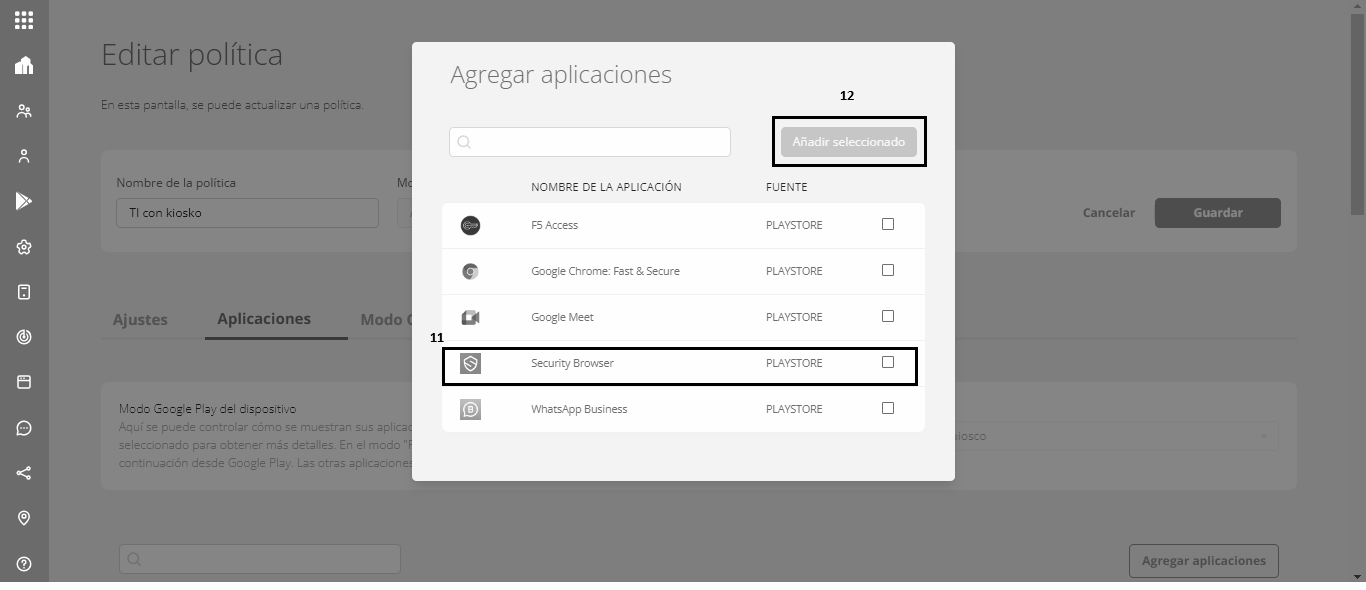 Editar política
En esta pantalla, se puede actualizar una política.
Nombre de la política
TI con kiosko
Cancelar
Guardar
Ajustes
Aplicaciones
Modo
Modo Google Play del dispositivo
Aquí se puede controlar cómo se muestran sus
seleccionado para obtener más detalles. En el modo
continuación desde Google Play. Las otras aplicaciones
Agregar aplicaciones
Agregar aplicaciones
12
Añadir seleccionado
NOMBRE DE LA APLICACIÓN FUENTE
F5 Access PLAYSTORE
Google Chrome: Fast & Secure PLAYSTORE
Google Meet PLAYSTORE
11
Security Browser PLAYSTORE
WhatsApp Business PLAYSTORE